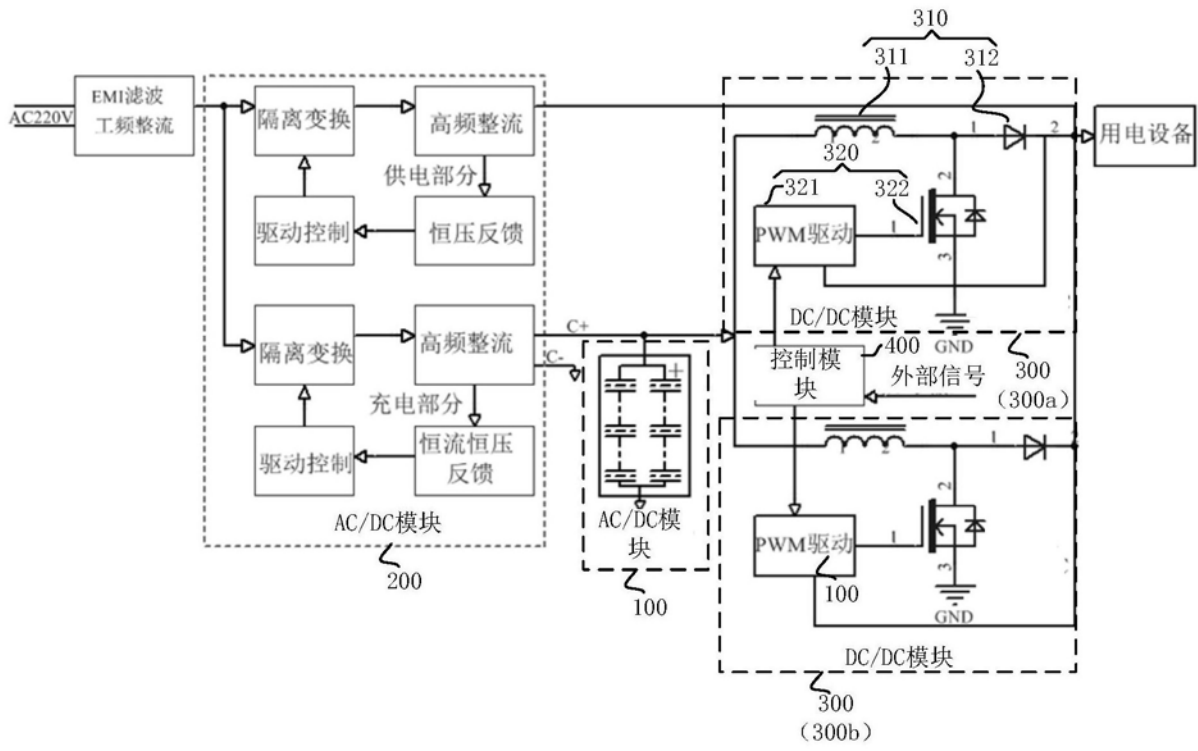 310
311
312
EMI滤波
工频整流
AC220V
隔离变换
高频整流
1
2
1
2
用电设备
供电部分
320
321
322
2
驱动控制
恒压反馈
PWM驱动
1
3
DC/DC模块
GND
隔离变换
高频整流
C+
C-
控制模
块
400
外部信号
300
(300a)
+
充电部分
驱动控制
恒流恒压
反馈
1
2
1
2
AC/DC模块
200
AC/DC模
块
100
PWM驱动
1
3
100
GND
DC/DC模块
300
(300b)